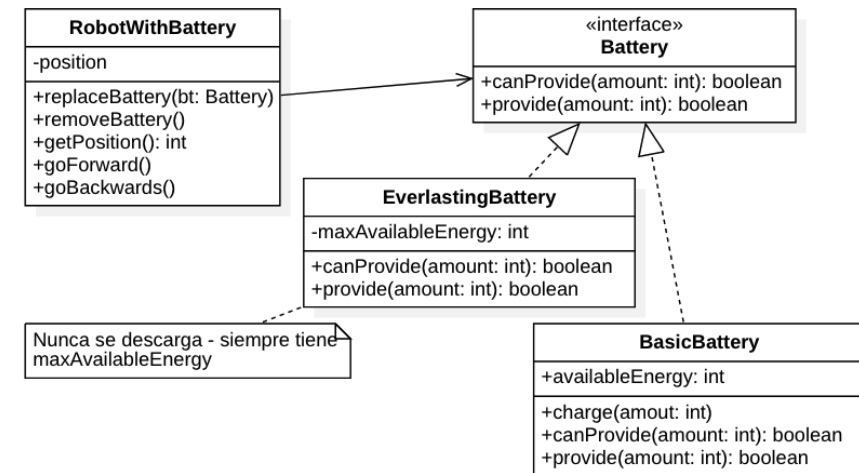 RobotWithBattery
-position
+replaceBattery(bt: Battery)
+removeBattery()
+getPosition(): int
+goForward()
+goBackwards()
«interface»
Battery
+canProvide(amount: int): boolean
+provide(amount: int): boolean
EverlastingBattery
-maxAvailableEnergy: int
+canProvide(amount: int): boolean
+provide(amount: int): boolean
Nunca se descarga - siempre tiene
maxAvailableEnergy
BasicBattery
+availableEnergy: int
+charge(amout: int)
+canProvide(amount: int): boolean
+provide(amount: int): boolean